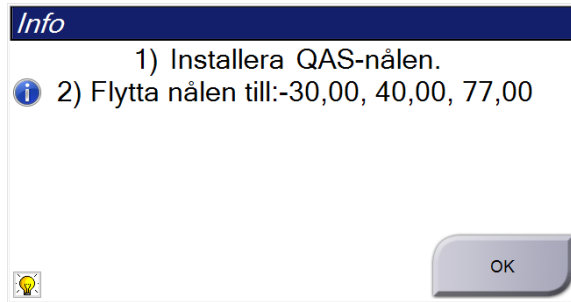 Info
1) Installera QAS-nålen.
2) Flytta nålen till:-30,00, 40,00, 77,00
OK